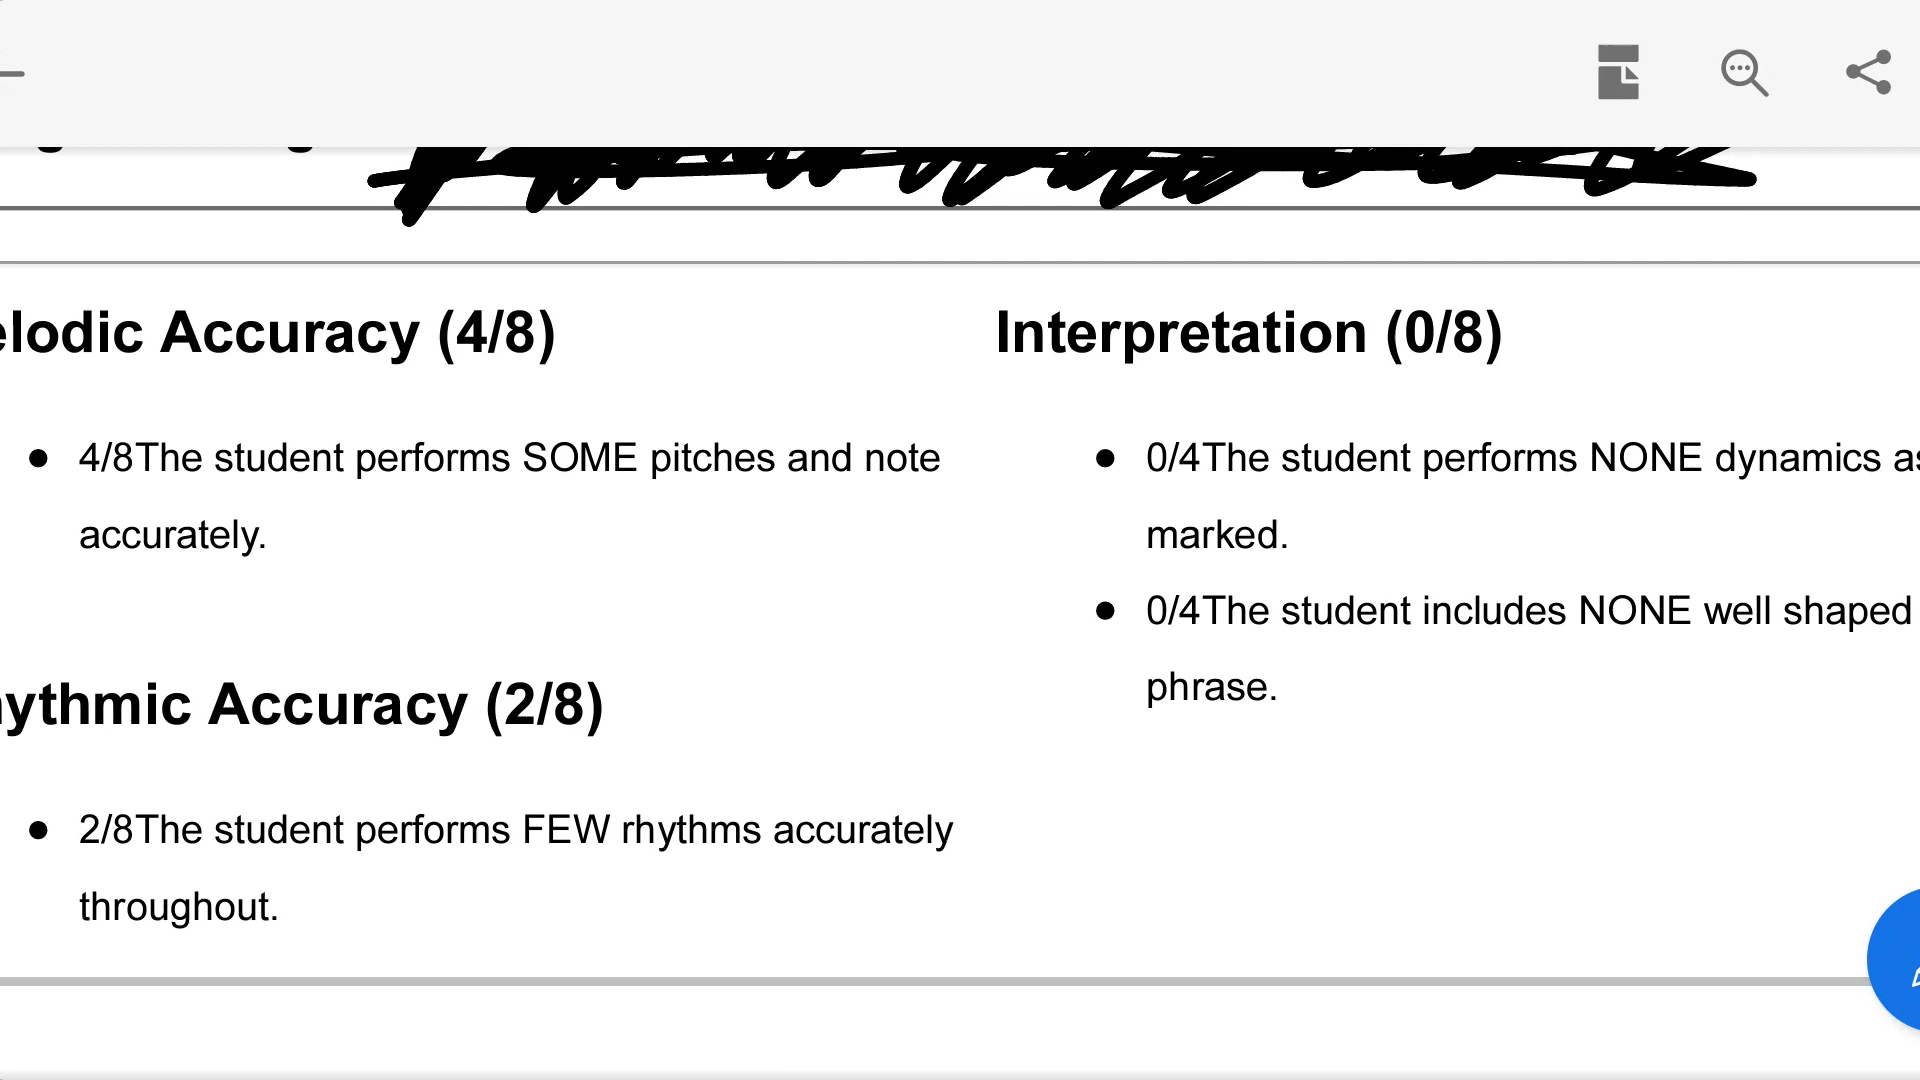 elodic Accuracy (4/8)
4/8The student performs SOME pitches and note
accurately.
hythmic Accuracy (2/8)
2/8The student performs FEW rhythms accurately
throughout.
Interpretation (0/8)
0/4The student performs NONE dynamics as
marked.
0/4The student includes NONE well shaped
phrase.